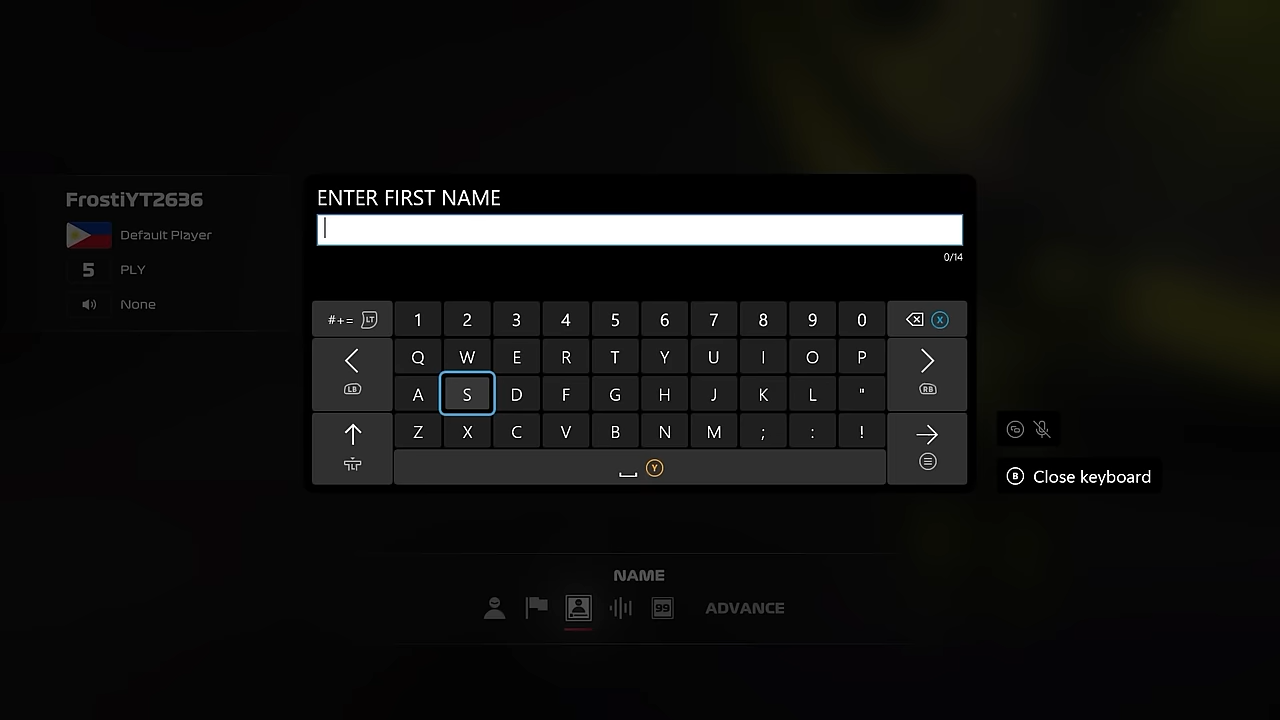 FrostiYT2636
Default Player
5 PLY
None
ENTER FIRST NAME
0/14
#+= LT 1 2 3 4 5 6 7 8 9 0 X
Q W E R T Y U I O P
LB RB
A S D F G H J K L "
Z X C V B N M ; : !
LT
Y
B Close keyboard
NAME
99 ADVANCE